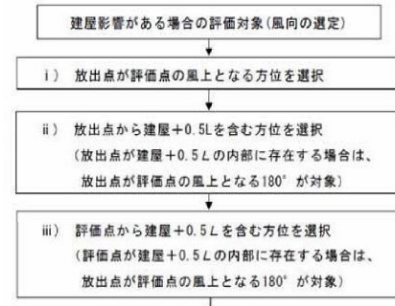 建屋影響がある場合の評価対象(風向の選定)
ⅰ) 放出点が評価点の風上となる方位を選択
ⅱ) 放出点から建屋+0.5Lを含む方位を選択
(放出点が建屋+0.5Lの内部に存在する場合は、
放出点が評価点の風上となる180°が対象)
ⅲ) 評価点から建屋+0.5Lを含む方位を選択
(評価点が建屋+0.5Lの内部に存在する場合は、
放出点が評価点の風上となる180°が対象)